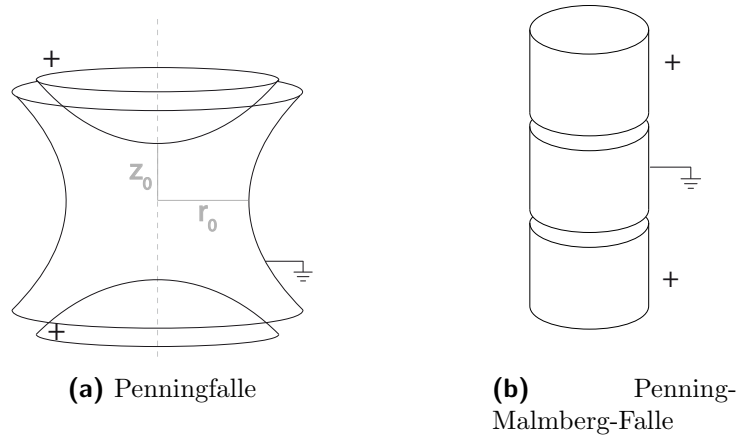 +
+
z₀
r₀
+
+
(a) Penningfalle
(b) Penning-
Malmberg-Falle